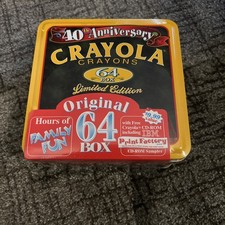 40th Anniversary
CRAYOLA
CRAYONS
64
BOX
Limited Edition
Original
64
BOX
Hours of
FAMILY
FUN
with Free
Crayola CD-ROM
including IBM
Print Factory
CD-ROM Sampler